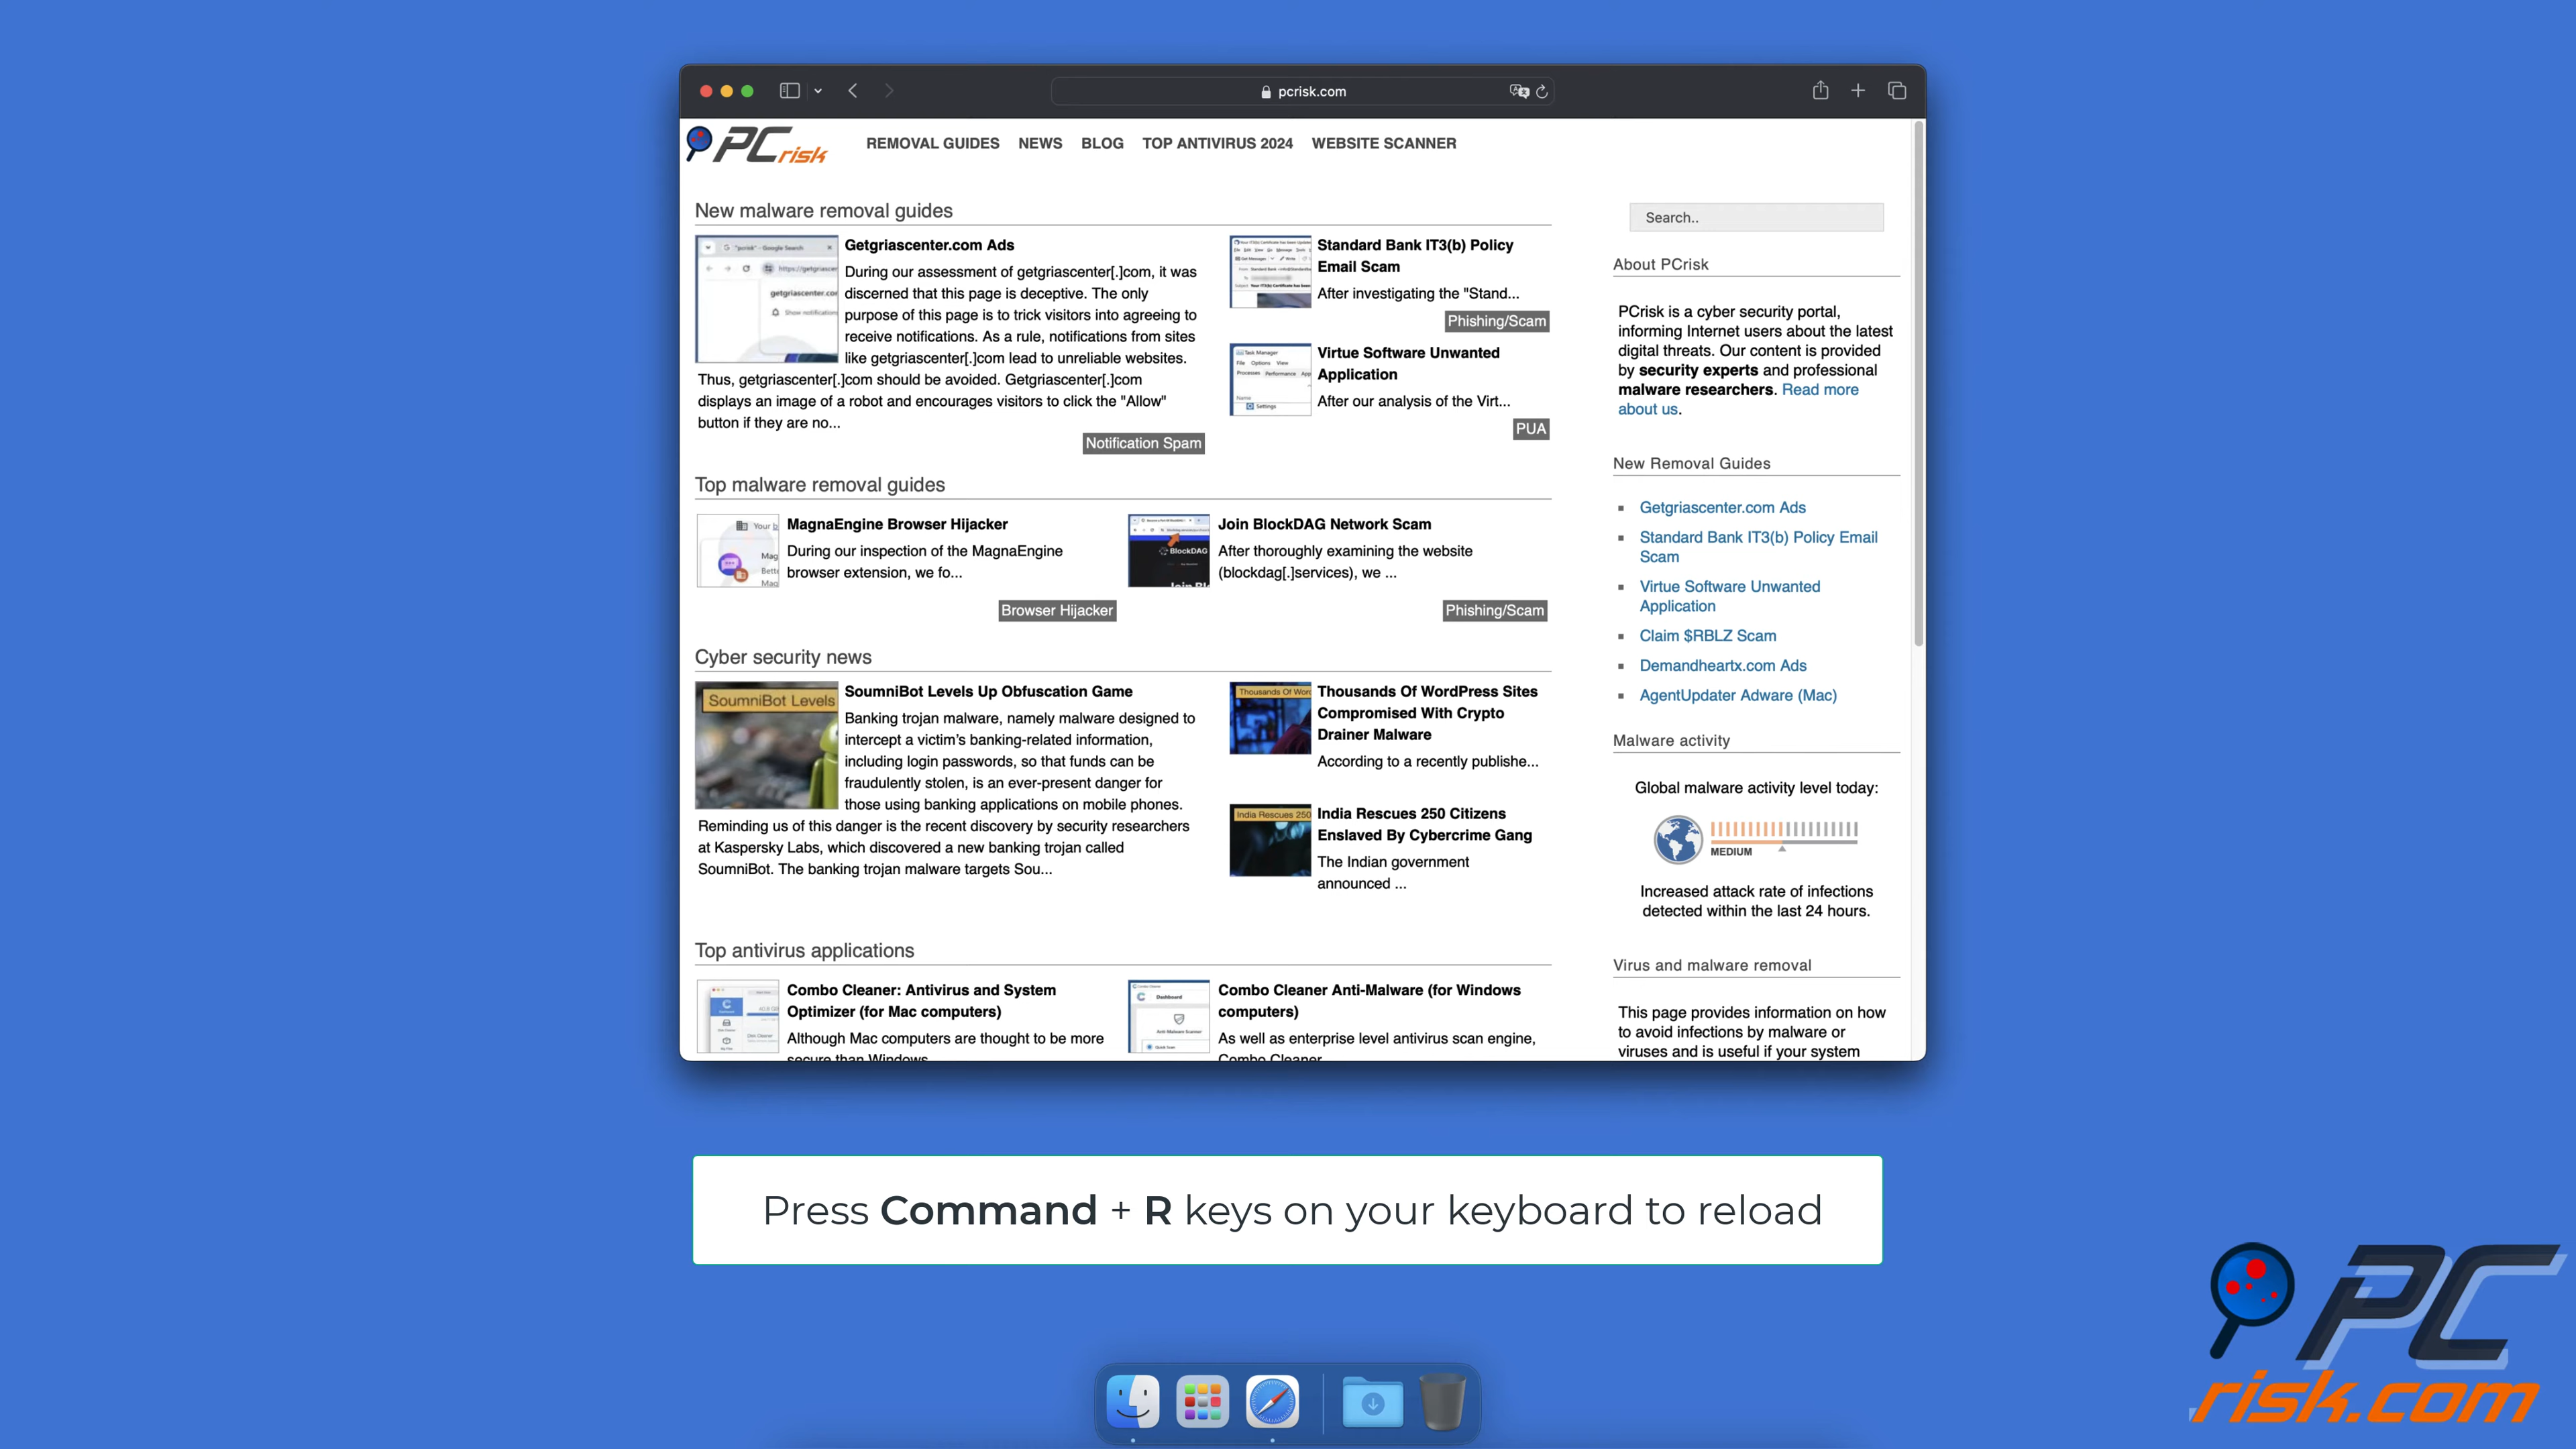 pcrisk.com
PCrisk
REMOVAL GUIDES NEWS BLOG TOP ANTIVIRUS 2024 WEBSITE SCANNER
New malware removal guides
Getgriascenter.com Ads
During our assessment of getgriascenter[.]com, it was
discerned that this page is deceptive. The only
purpose of this page is to trick visitors into agreeing to
receive notifications. As a rule, notifications from sites
like getgriascenter[.]com lead to unreliable websites.
Thus, getgriascenter[.]com should be avoided. Getgriascenter[.]com
displays an image of a robot and encourages visitors to click the "Allow"
button if they are no...
Notification Spam
Standard Bank IT3(b) Policy
Email Scam
After investigating the "Stand...
Phishing/Scam
Virtue Software Unwanted
Application
After our analysis of the Virt...
PUA
Top malware removal guides
MagnaEngine Browser Hijacker
During our inspection of the MagnaEngine
browser extension, we fo...
Browser Hijacker
BlockDAG
Join BlockDAG Network Scam
After thoroughly examining the website
(blockdag[.]services), we ...
Phishing/Scam
Cyber security news
SoumniBot Levels
SoumniBot Levels Up Obfuscation Game
Banking trojan malware, namely malware designed to
intercept a victim’s banking-related information,
including login passwords, so that funds can be
fraudulently stolen, is an ever-present danger for
those using banking applications on mobile phones.
Reminding us of this danger is the recent discovery by security researchers
at Kaspersky Labs, which discovered a new banking trojan called
SoumniBot. The banking trojan malware targets Sou...
Thousands Of WordPress Sites
Compromised With Crypto
Drainer Malware
According to a recently publishe...
India Rescues 250
India Rescues 250 Citizens
Enslaved By Cybercrime Gang
The Indian government
announced ...
Top antivirus applications
Combo Cleaner: Antivirus and System
Optimizer (for Mac computers)
Although Mac computers are thought to be more
secure than Windows
Combo Cleaner Anti-Malware (for Windows
computers)
As well as enterprise level antivirus scan engine,
Combo Cleaner
Search..
About PCrisk
PCrisk is a cyber security portal,
informing Internet users about the latest
digital threats. Our content is provided
by security experts and professional
malware researchers. Read more
about us.
New Removal Guides
Getgriascenter.com Ads
Standard Bank IT3(b) Policy Email
Scam
Virtue Software Unwanted
Application
Claim $RBLZ Scam
Demandheartx.com Ads
AgentUpdater Adware (Mac)
Malware activity
Global malware activity level today:
MEDIUM
Increased attack rate of infections
detected within the last 24 hours.
Virus and malware removal
This page provides information on how
to avoid infections by malware or
viruses and is useful if your system
Press Command + R keys on your keyboard to reload
PC
risk.com